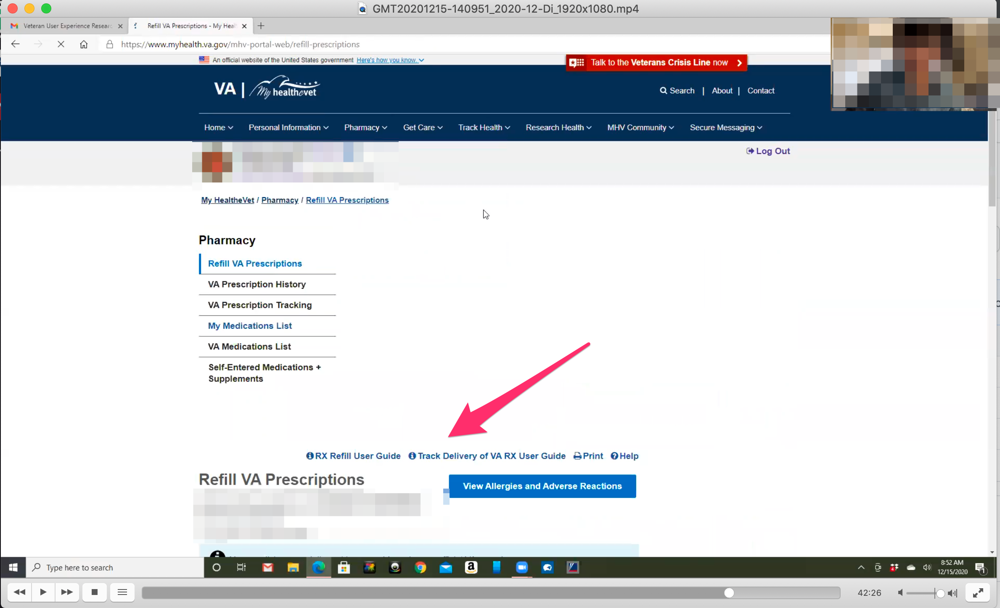 GMT20201215-140951_2020-12-Di_1920x1080.mp4
Veteran User Experience Researc
Refill VA Prescriptions - My Heal
https://www.myhealth.va.gov/mhv-portal-web/refill-prescriptions
An official website of the United States government Here's how you know.
Talk to the Veterans Crisis Line now
VA | My healthevet
Search | About | Contact
Home Personal Information Pharmacy Get Care Track Health Research Health MHV Community Secure Messaging
Log Out
My HealtheVet / Pharmacy / Refill VA Prescriptions
Pharmacy
Refill VA Prescriptions
VA Prescription History
VA Prescription Tracking
My Medications List
VA Medications List
Self-Entered Medications +
Supplements
RX Refill User Guide Track Delivery of VA RX User Guide Print Help
Refill VA Prescriptions
View Allergies and Adverse Reactions
Type here to search
8:52 AM
12/15/2020
42:26